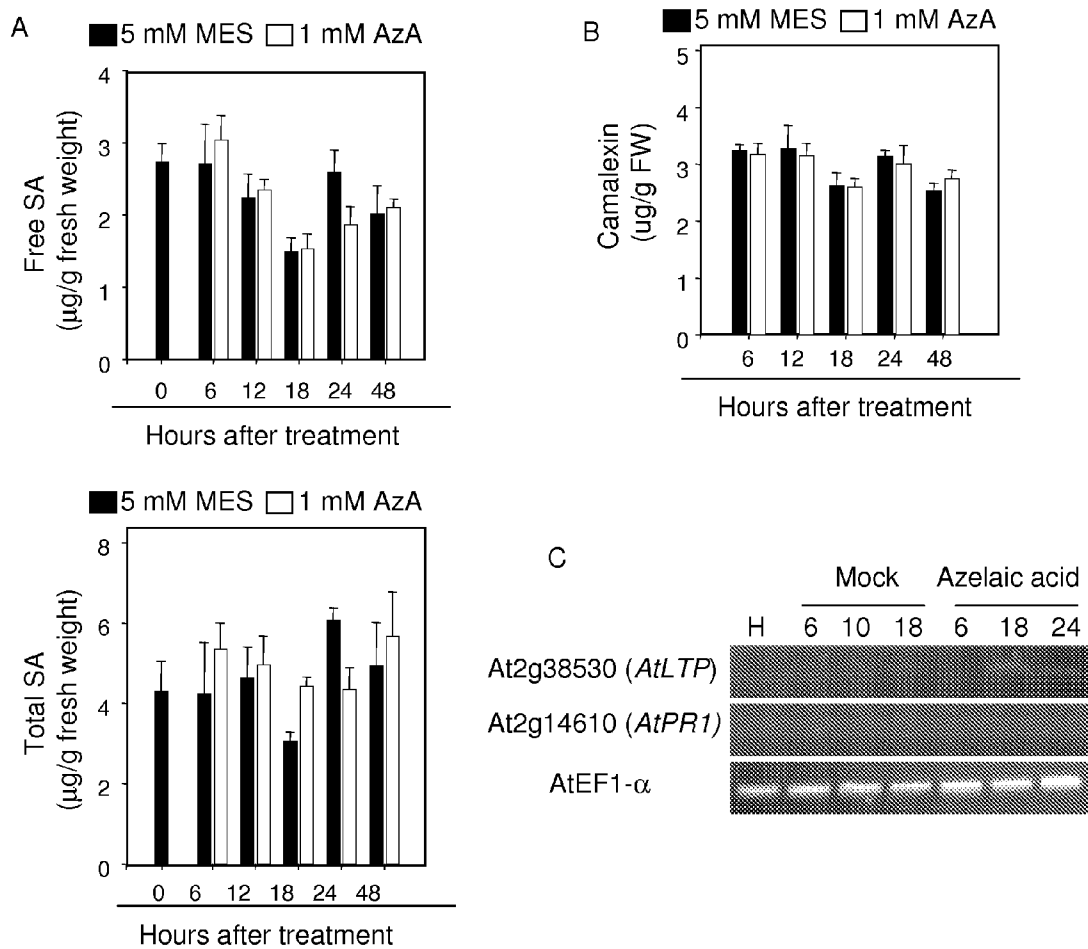 A
5 mM MES 1 mM AzA
4
3
2
1
0
Free SA
(µg/g fresh weight)
0 6 12 18 24 48
Hours after treatment
B
5 mM MES 1 mM AzA
5
4
3
2
1
0
Camalexin
(ug/g FW)
6 12 18 24 48
Hours after treatment
5 mM MES 1 mM AzA
8
6
4
2
0
Total SA
(µg/g fresh weight)
0 6 12 18 24 48
Hours after treatment
C
Mock Azelaic acid
H 6 10 18 6 18 24
At2g38530 (AtLTP)
At2g14610 (AtPR1)
AtEF1-α